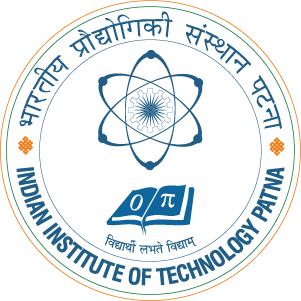 भारतीय प्रौद्योगिकी संस्थान पटना
0 π
विद्यार्थी लभते विद्याम्
INDIAN INSTITUTE OF TECHNOLOGY PATNA